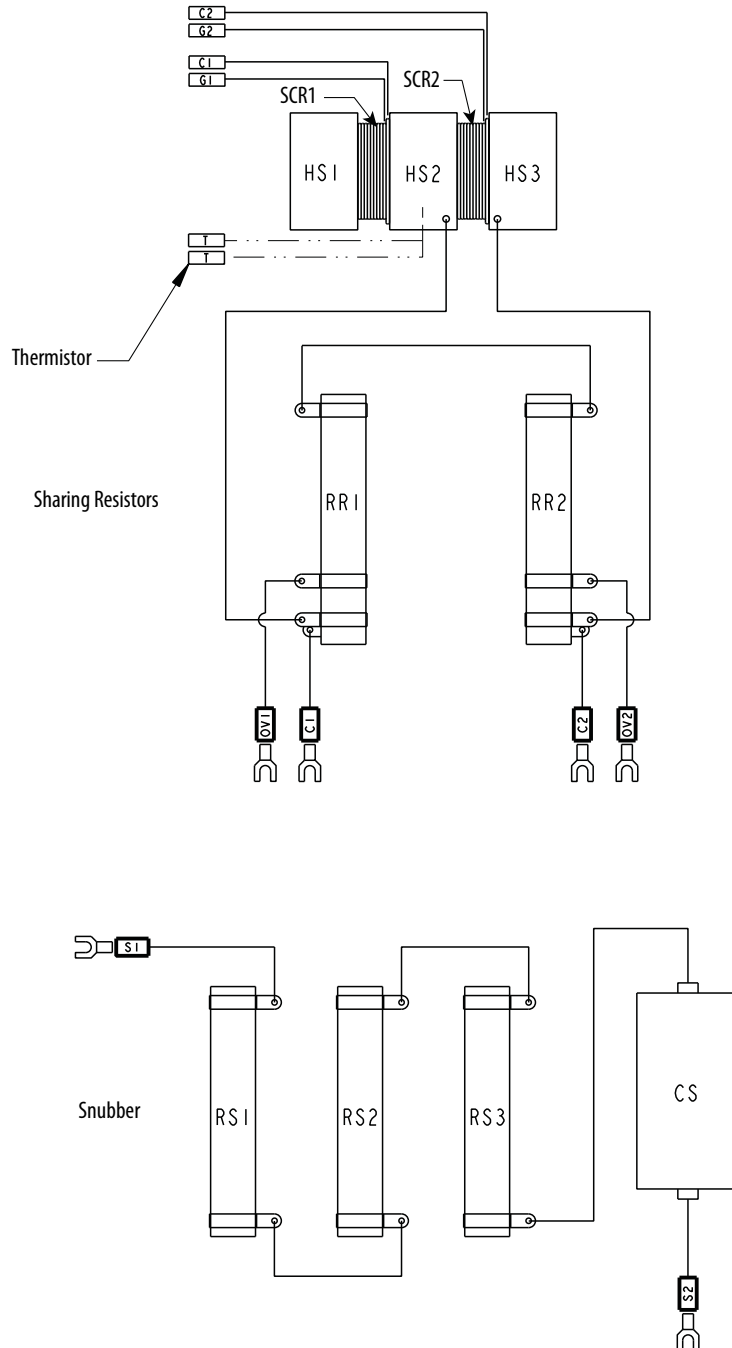 C2
G2
C1
G1
SCR1
SCR2
HS1
HS2
HS3
T
T
Thermistor
Sharing Resistors
RR1
RR2
OV1
C1
C2
OV2
S1
Snubber
RS1
RS2
RS3
CS
S2